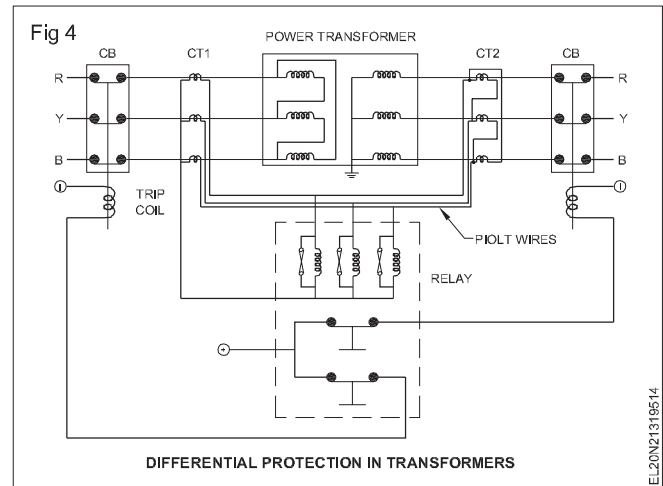 Fig 4
POWER TRANSFORMER
CB
CT1
CT2
CB
R
R
Y
Y
B
B
TRIP
COIL
PIOLT WIRES
RELAY
+
DIFFERENTIAL PROTECTION IN TRANSFORMERS
EL20N21319514